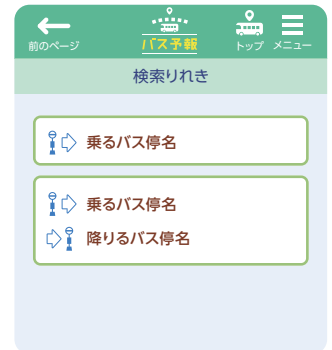 前のページ
バス予報
トップ
メニュー
検索りれき
乗るバス停名
乗るバス停名
降りるバス停名